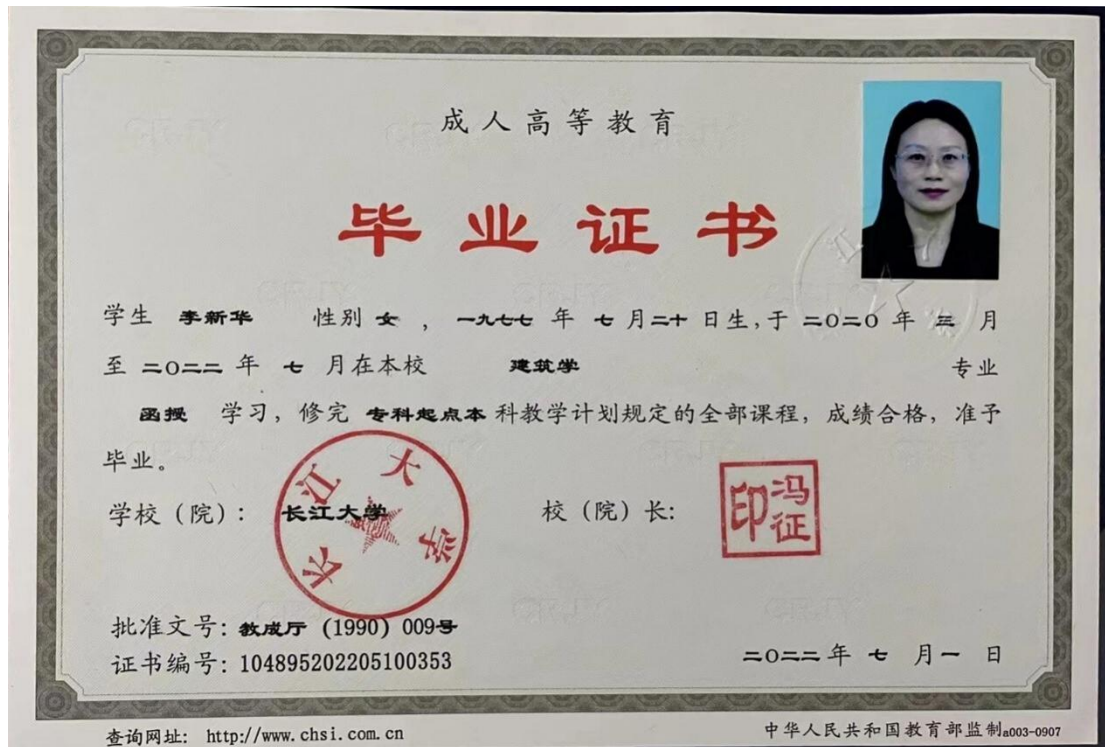 成人高等教育
毕业证书
学生 李新华 性别 女 ， 一九七七 年 七 月二十 日生，于 二〇二〇 年 三 月
至 二〇二二 年 七 月在本校 建筑学 专业
函授 学习，修完 专科起点本 科教学计划规定的全部课程，成绩合格，准予
毕业。
学校（院）： 长江大学 校（院）长:
长江大学
冯征印
批准文号: 教成厅 (1990) 009号
证书编号: 104895202205100353
二〇二二 年 七 月 一 日
查询网址: http://www.chsi.com.cn
中华人民共和国教育部监制a003-0907